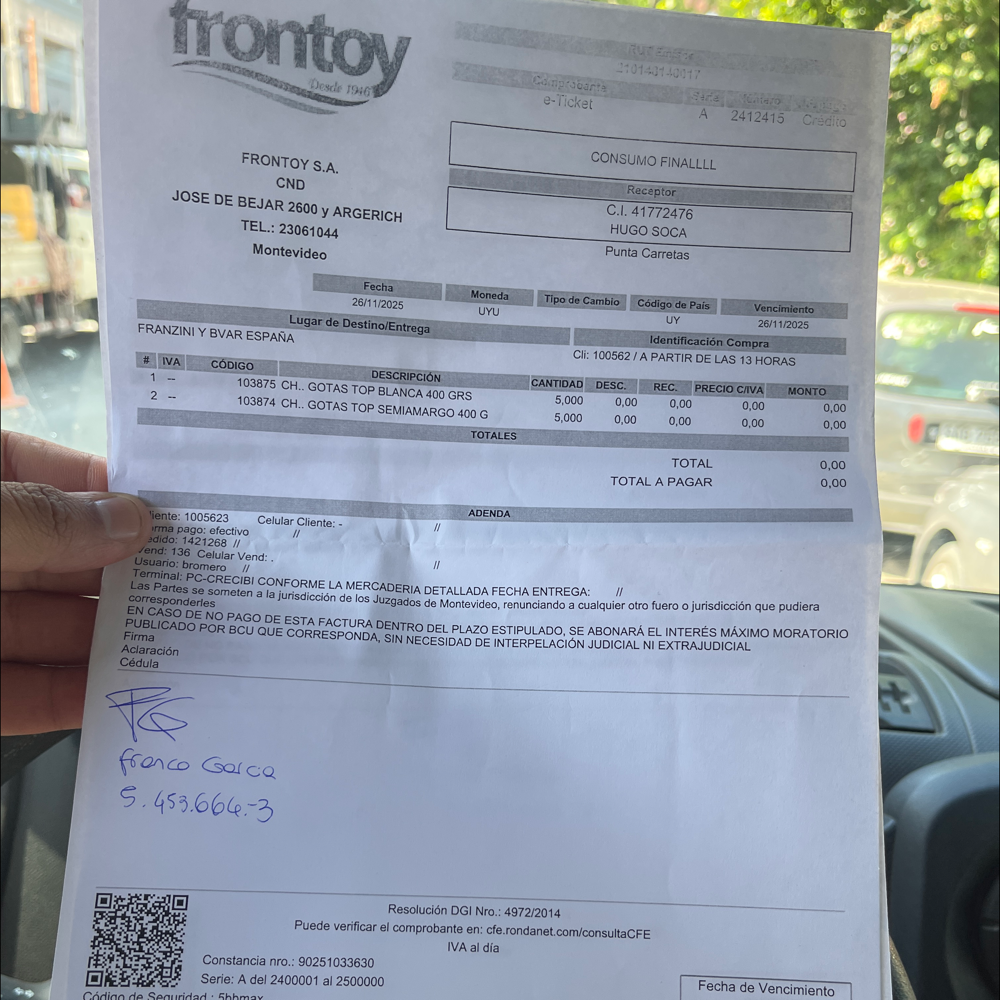 frontoy
Desde 1946
FRONTOY S.A.
CND
JOSE DE BEJAR 2600 y ARGERICH
TEL.: 23061044
Montevideo
210140140017
Comprobante
Serie
e-Ticket
A
2412415
Crédito
CONSUMO FINALLLL
Receptor
C.I. 41772476
HUGO SOCA
Punta Carretas
Fecha Moneda Tipo de Cambio Código de País Vencimiento
26/11/2025 UYU UY 26/11/2025
Lugar de Destino/Entrega Identificación Compra
FRANZINI Y BVAR ESPAÑA Cli: 100562 / A PARTIR DE LAS 13 HORAS
# IVA CÓDIGO DESCRIPCIÓN CANTIDAD DESC. REC. PRECIO C/IVA MONTO
1 -- 103875 CH.. GOTAS TOP BLANCA 400 GRS 5,000 0,00 0,00 0,00 0,00
2 -- 103874 CH.. GOTAS TOP SEMIAMARGO 400 G 5,000 0,00 0,00 0,00 0,00
TOTALES
TOTAL 0,00
TOTAL A PAGAR 0,00
ADENDA
iente: 1005623 Celular Cliente: - //
orma pago: efectivo //
edido: 1421268 //
Vend: 136 Celular Vend: . //
Usuario: bromero //
Terminal: PC-CRECIBI CONFORME LA MERCADERIA DETALLADA FECHA ENTREGA: //
Las Partes se someten a la jurisdicción de los Juzgados de Montevideo, renunciando a cualquier otro fuero o jurisdicción que pudiera
corresponderles
EN CASO DE NO PAGO DE ESTA FACTURA DENTRO DEL PLAZO ESTIPULADO, SE ABONARÁ EL INTERÉS MÁXIMO MORATORIO
PUBLICADO POR BCU QUE CORRESPONDA, SIN NECESIDAD DE INTERPELACIÓN JUDICIAL NI EXTRAJUDICIAL
Firma
Aclaración
Cédula
FG
Franco Garcia
5.453.664-3
Resolución DGI Nro.: 4972/2014
Puede verificar el comprobante en: cfe.rondanet.com/consultaCFE
IVA al día
Constancia nro.: 90251033630
Serie: A del 2400001 al 2500000
Código de Seguridad : 5bbmax
Fecha de Vencimiento